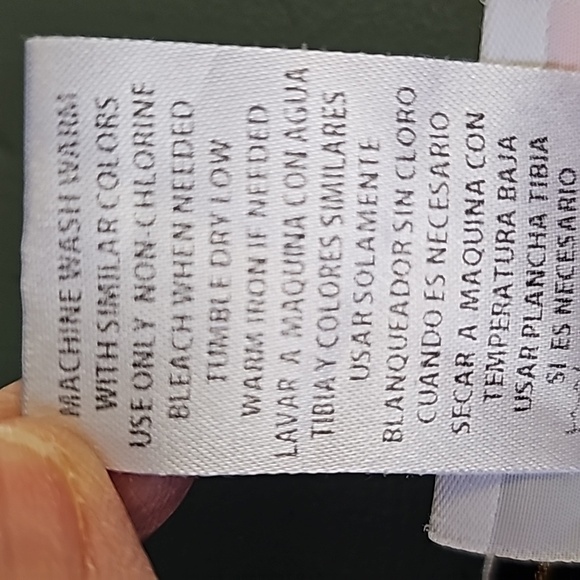 MACHINE WASH WARM
WITH SIMILAR COLORS
USE ONLY NON-CHLORINE
BLEACH WHEN NEEDED
TUMBLE DRY LOW
WARM IRON IF NEEDED
LAVAR A MAQUINA CON AGUA
TIBIA Y COLORES SIMILARES
USAR SOLAMENTE
BLANQUEADOR SIN CLORO
CUANDO ES NECESARIO
SECAR A MAQUINA CON
TEMPERATURA BAJA
USAR PLANCHA TIBIA
SI ES NECESARIO